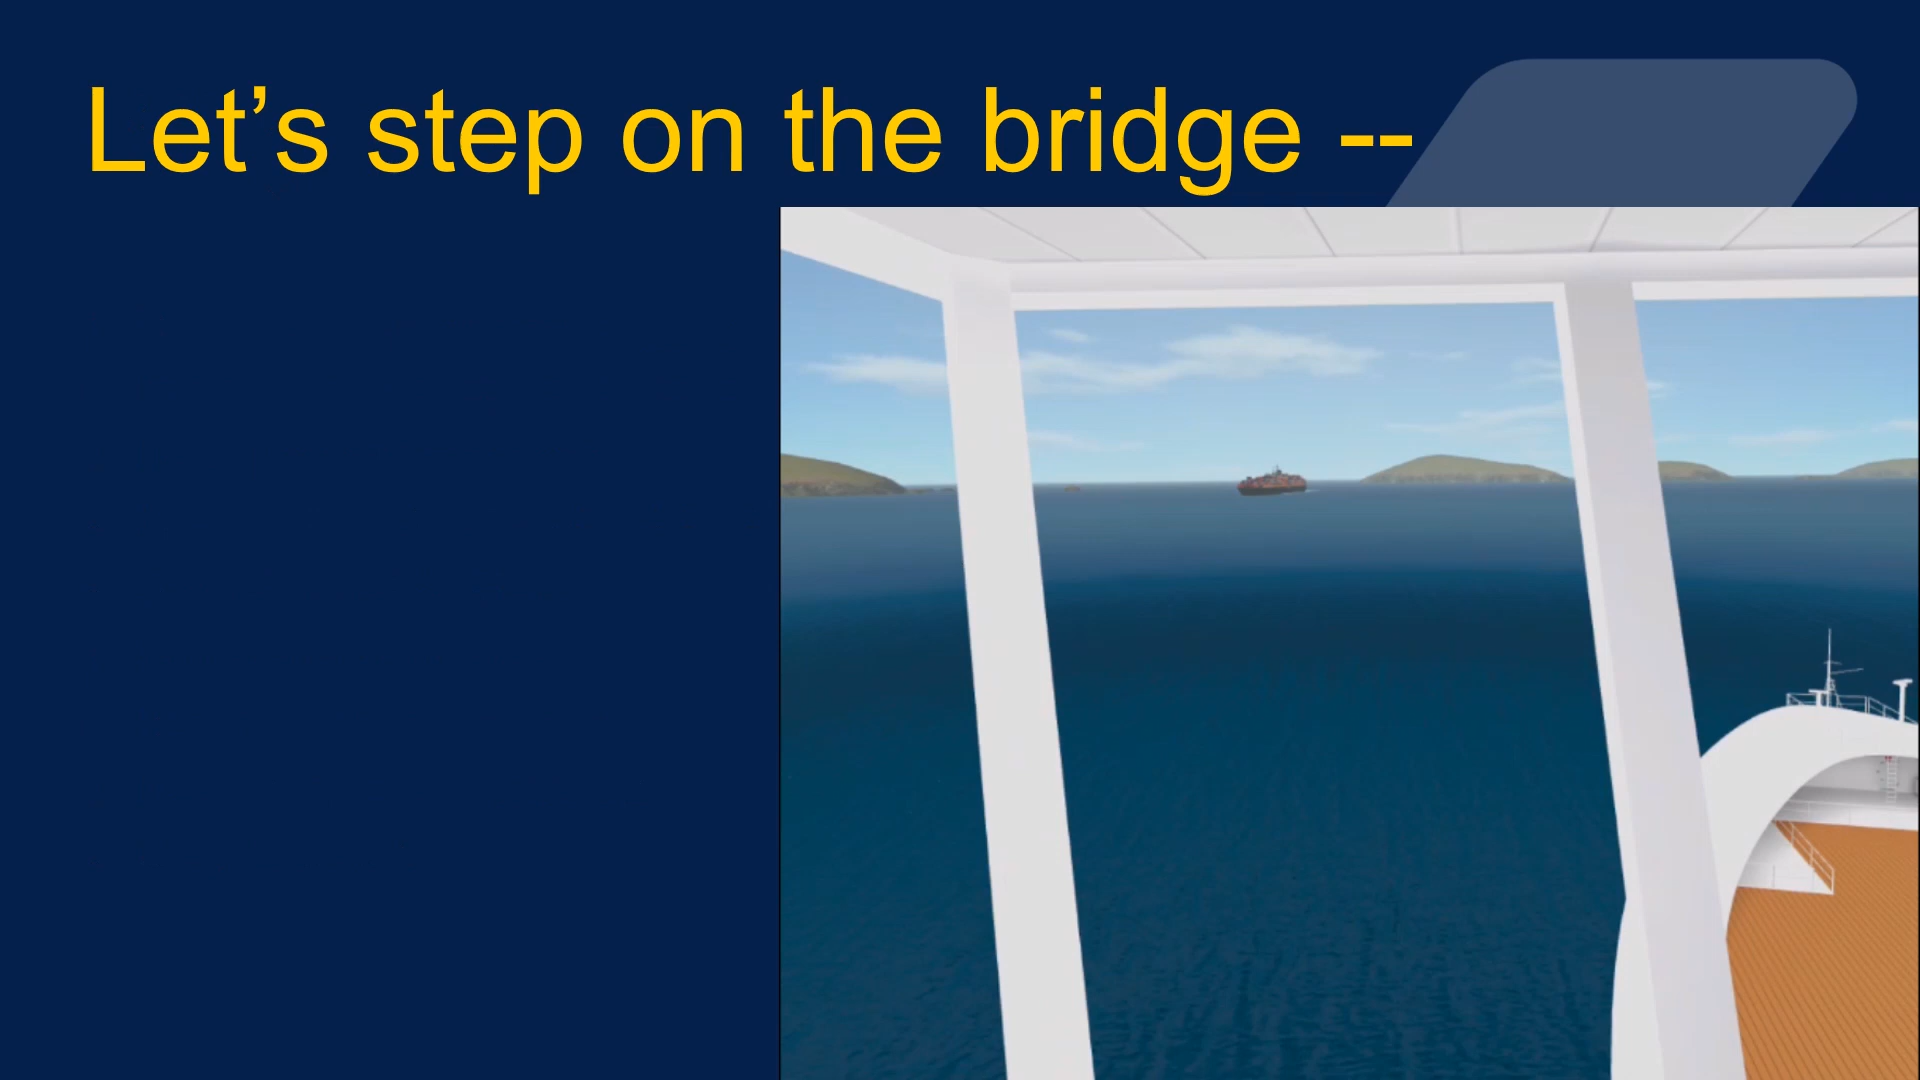 Let’s step on the bridge --